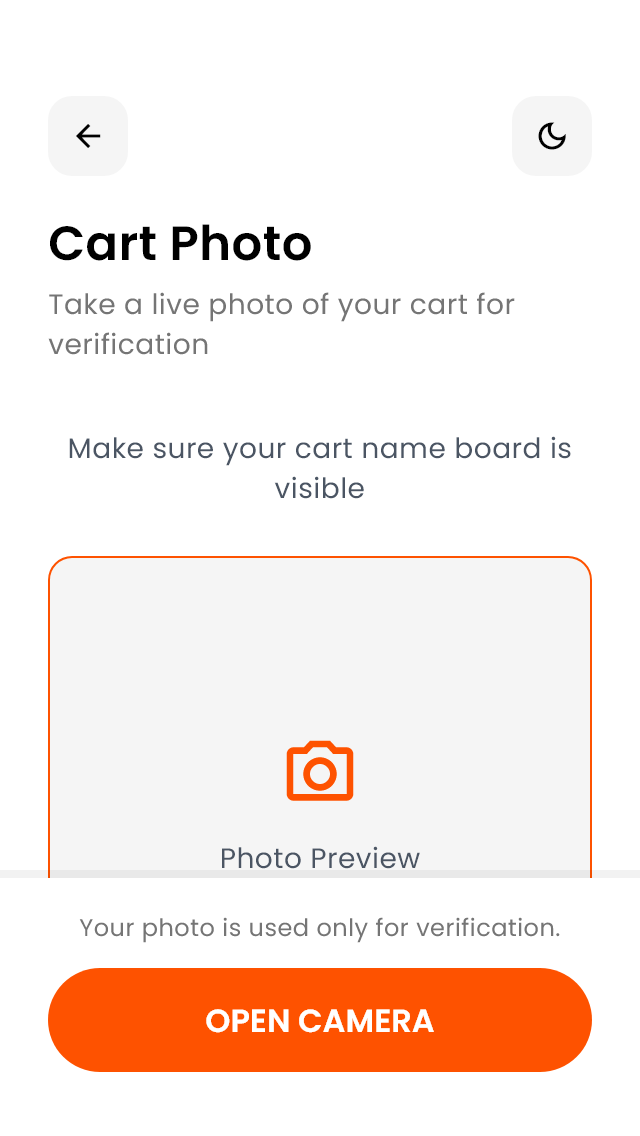 Cart Photo
Take a live photo of your cart for
verification
Make sure your cart name board is
visible
Photo Preview
Your photo is used only for verification.
OPEN CAMERA